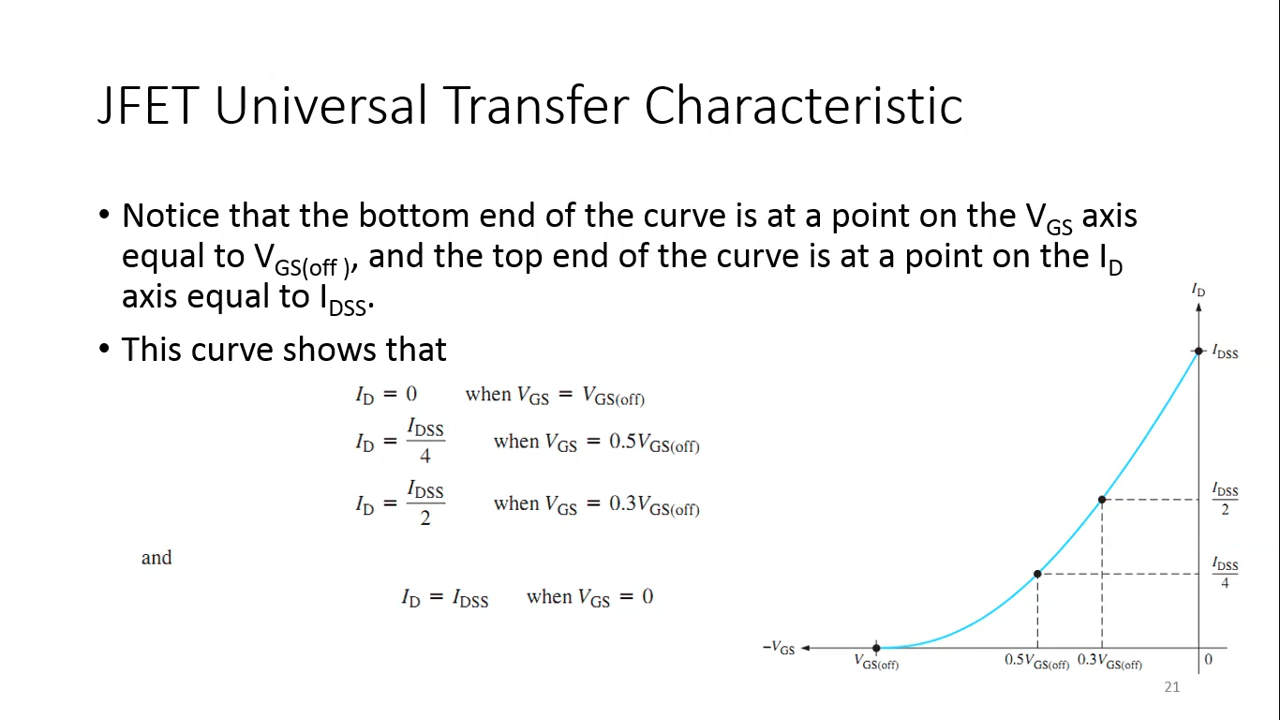 JFET Universal Transfer Characteristic
• Notice that the bottom end of the curve is at a point on the VGS axis
equal to VGS(off ), and the top end of the curve is at a point on the ID
axis equal to IDSS.
• This curve shows that
ID = 0 when VGS = VGS(off)
ID = IDSS/4 when VGS = 0.5VGS(off)
ID = IDSS/2 when VGS = 0.3VGS(off)
and
ID = IDSS when VGS = 0
ID
IDSS
IDSS/2
IDSS/4
–VGS
VGS(off)
0.5VGS(off)
0.3VGS(off)
0
21